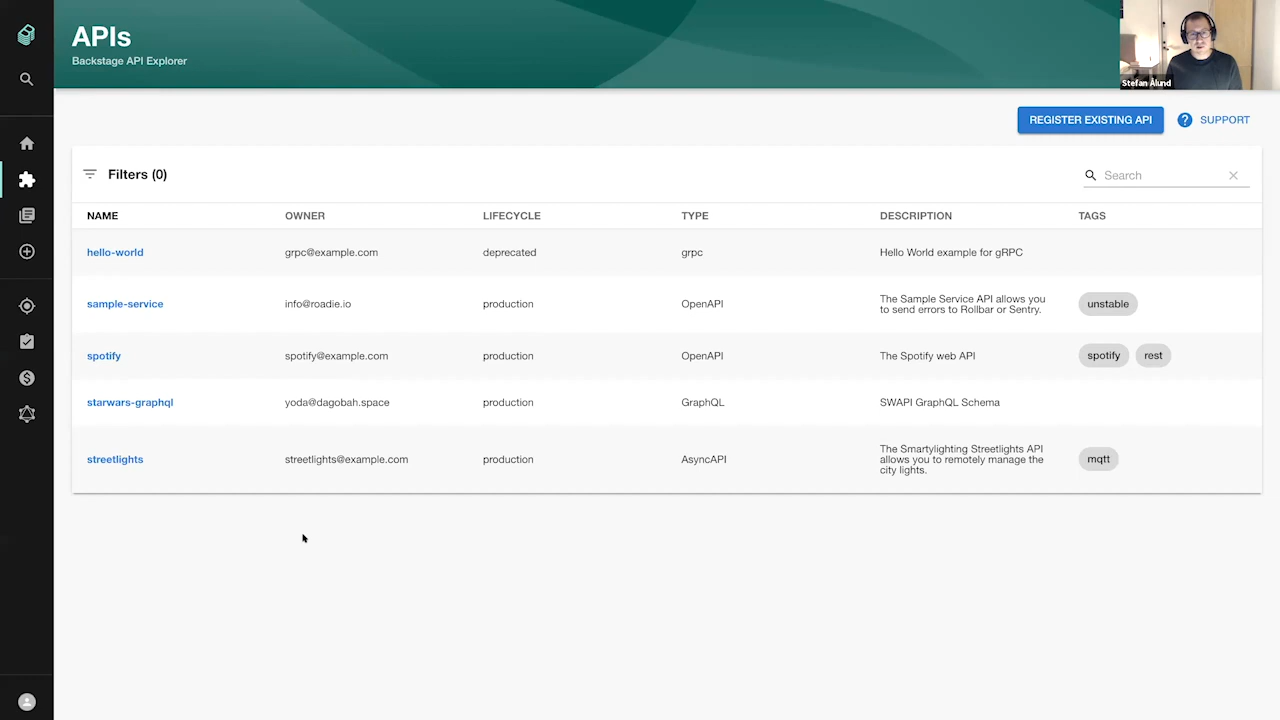 APIs
Backstage API Explorer
Stefan Ålund
REGISTER EXISTING API
? SUPPORT
Filters (0)
Search
NAME OWNER LIFECYCLE TYPE DESCRIPTION TAGS
hello-world grpc@example.com deprecated grpc Hello World example for gRPC
sample-service info@roadie.io production OpenAPI The Sample Service API allows you
to send errors to Rollbar or Sentry. unstable
spotify spotify@example.com production OpenAPI The Spotify web API spotify rest
starwars-graphql yoda@dagobah.space production GraphQL SWAPI GraphQL Schema
streetlights streetlights@example.com production AsyncAPI The Smartylighting Streetlights API
allows you to remotely manage the
city lights. mqtt